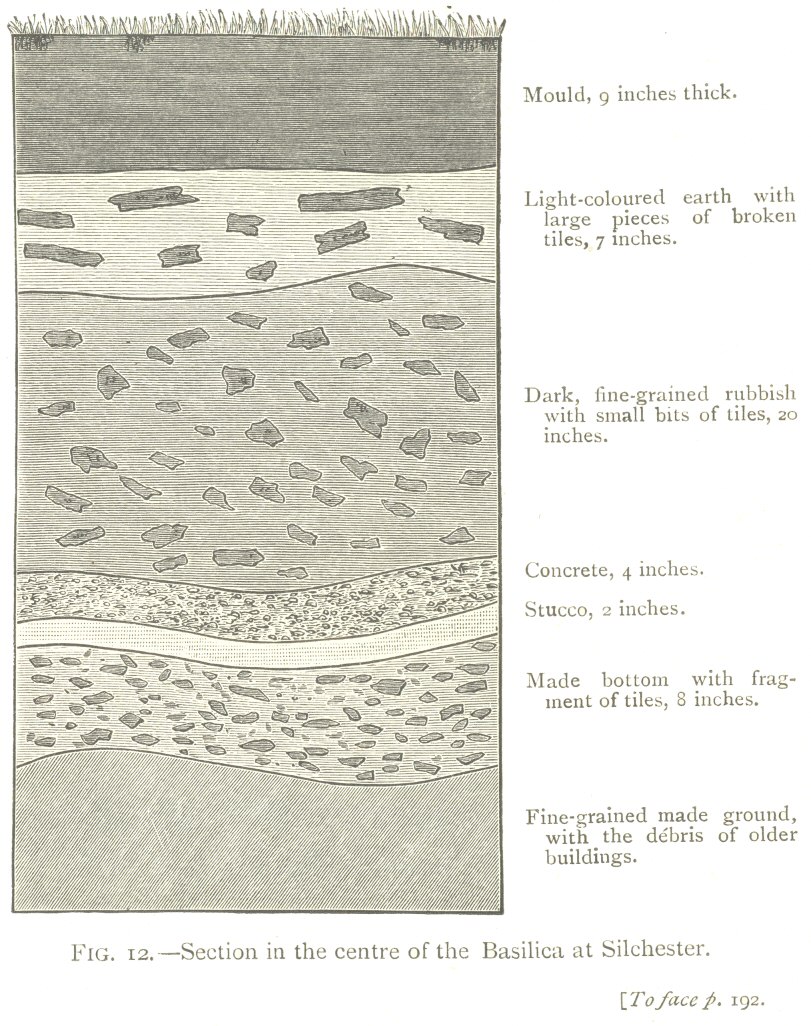 Mould, 9 inches thick.
Light-coloured earth with
large pieces of broken
tiles, 7 inches.
Dark, fine-grained rubbish
with small bits of tiles, 20
inches.
Concrete, 4 inches.
Stucco, 2 inches.
Made bottom with frag-
ment of tiles, 8 inches.
Fine-grained made ground,
with the débris of older
buildings.
FIG. 12.—Section in the centre of the Basilica at Silchester.
[To face p. 192.